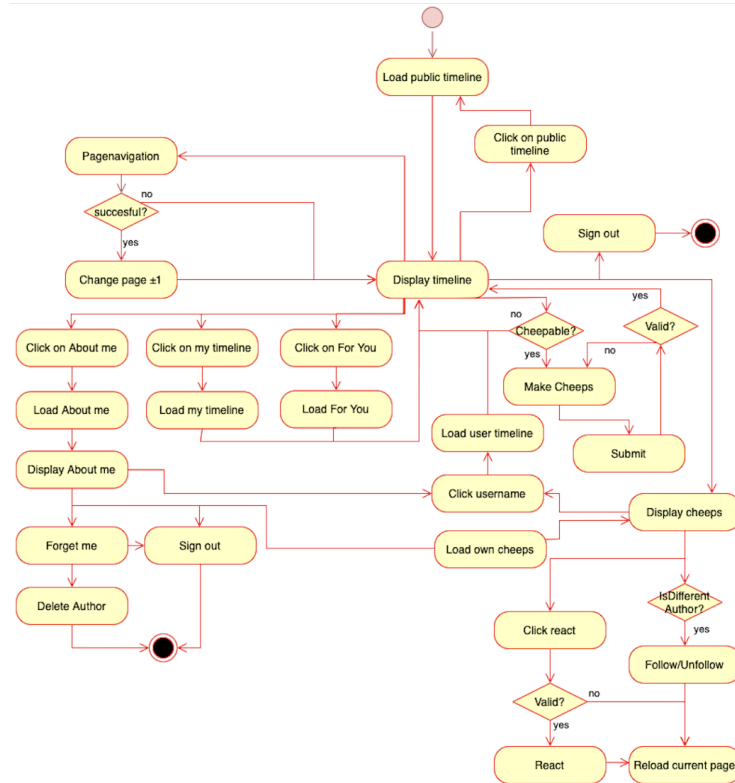 Load public timeline
Click on public
timeline
Pagenavigation
no
succesful?
yes
Sign out
Change page ±1
Display timeline
yes
no
Cheepable?
Valid?
Click on About me
Click on my timeline
Click on For You
yes
no
Make Cheeps
Load About me
Load my timeline
Load For You
Load user timeline
Submit
Display About me
Click username
Display cheeps
Forget me
Sign out
Load own cheeps
Delete Author
IsDifferent
Author?
Click react
yes
Follow/Unfollow
Valid?
no
yes
React
Reload current page